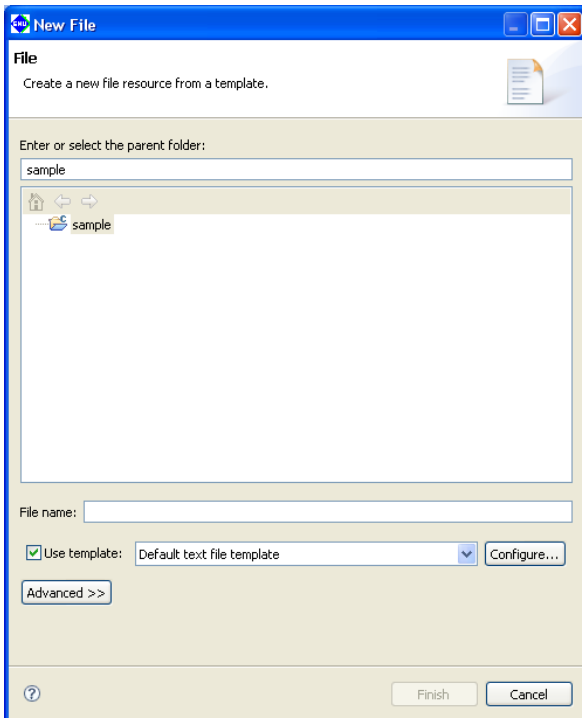 GNU New File
File
Create a new file resource from a template.
Enter or select the parent folder:
sample
C
sample
File name:
Use template: Default text file template Configure...
Advanced >>
? Finish Cancel